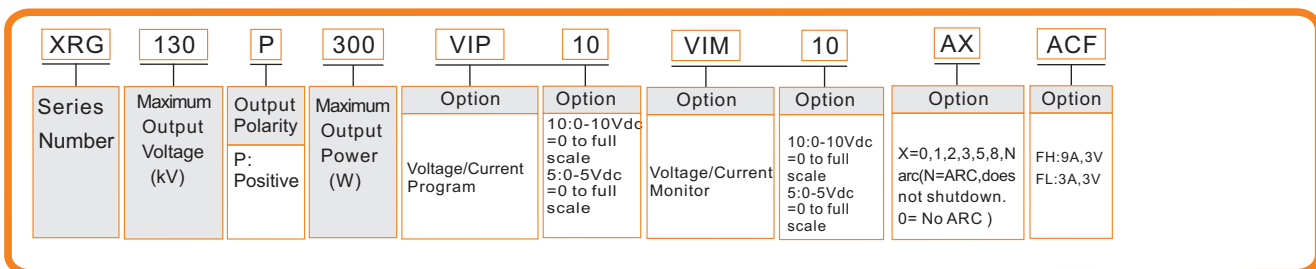 XRG 130 P 300 VIP 10 VIM 10 AX ACF
Series
Number
Maximum
Output
Voltage
(kV)
Output
Polarity
P:
Positive
Maximum
Output
Power
(W)
Option
Voltage/Current
Program
Option
10:0-10Vdc
=0 to full
scale
5:0-5Vdc
=0 to full
scale
Option
Voltage/Current
Monitor
Option
10:0-10Vdc
=0 to full
scale
5:0-5Vdc
=0 to full
scale
Option
X=0,1,2,3,5,8,N
arc(N=ARC,does
not shutdown.
0= No ARC )
Option
FH:9A,3V
FL:3A,3V